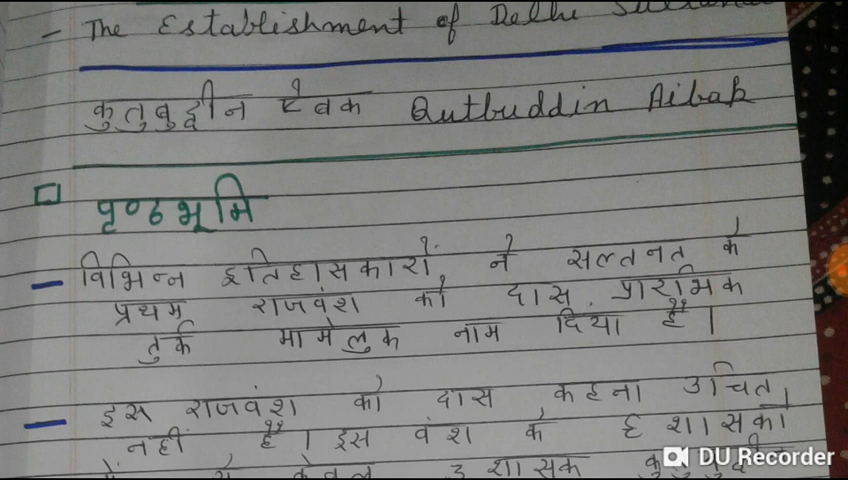 - The Establishment of Delhi
कुतुबुद्दीन ऐबक Qutbuddin Aibak
पृष्ठभूमि
- विभिन्न इतिहासकारों ने सल्तनत के
प्रथम राजवंश को दास, प्रारंभिक
तुर्क मामेलुक नाम दिया है।
- इस राजवंश को दास कहना उचित
नहीं है। इस वंश के ६ शासकों
में से केवल 3 शासक
DU Recorder